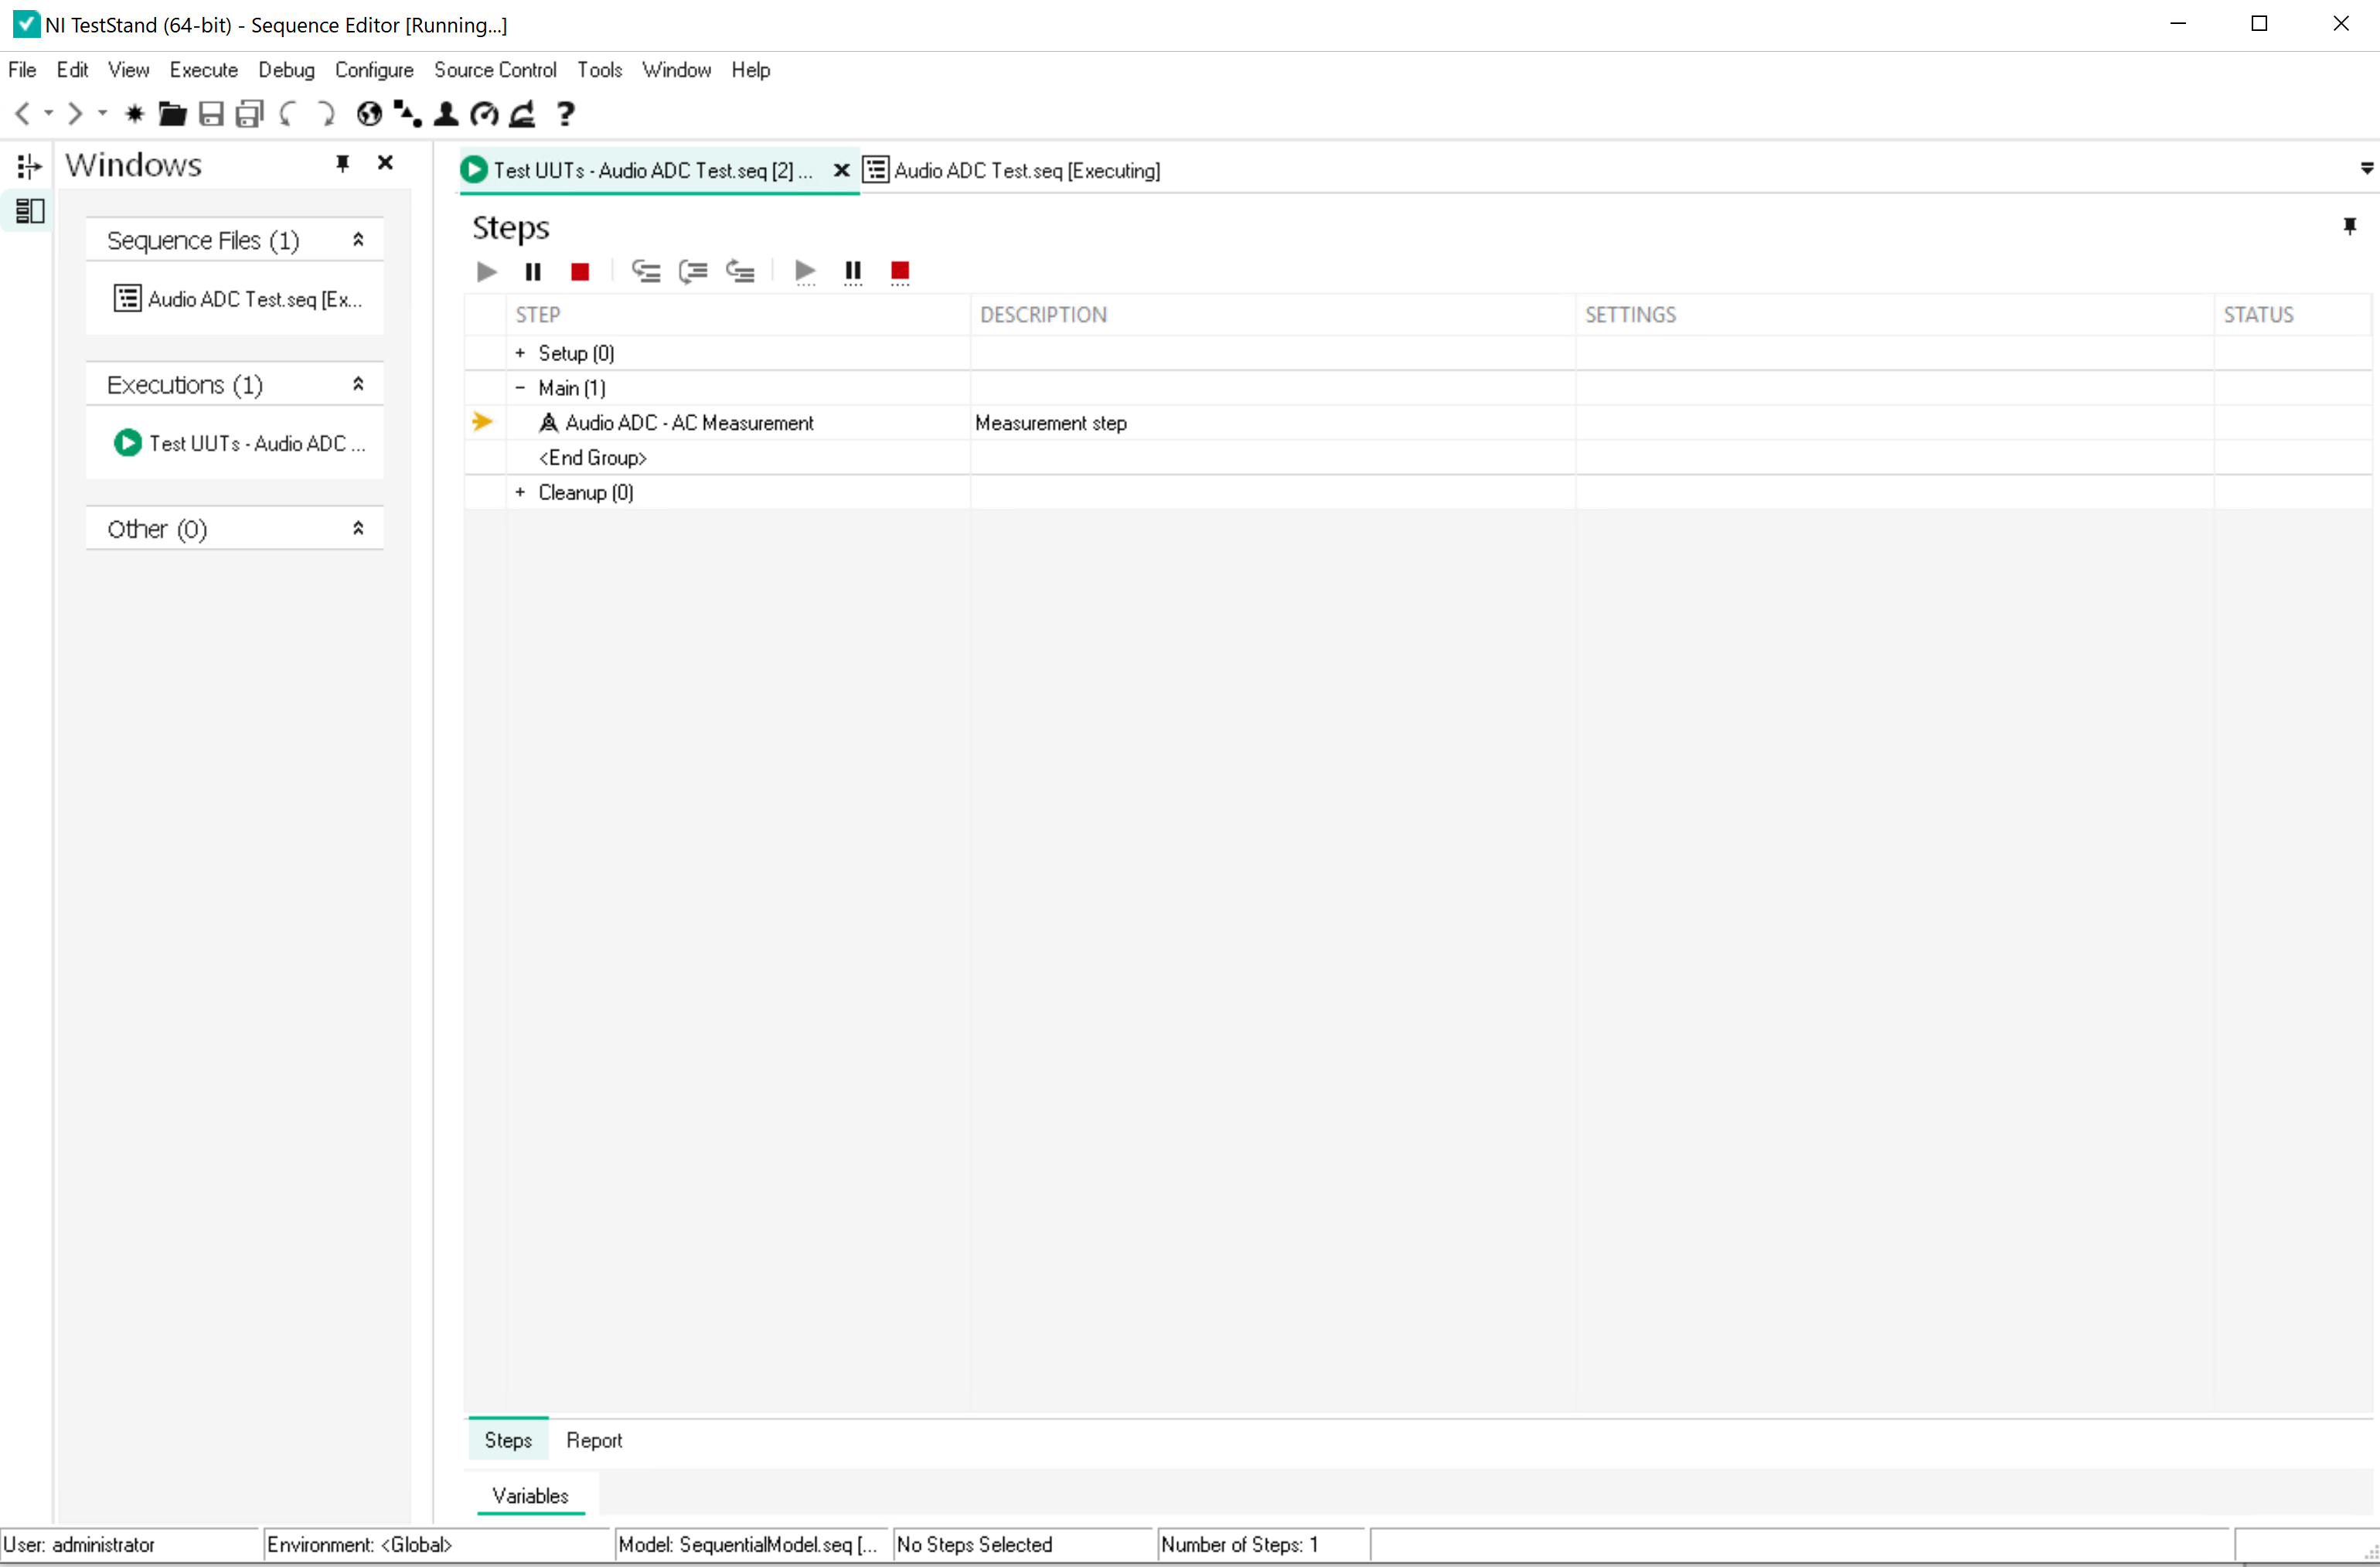 NI TestStand (64-bit) - Sequence Editor [Running...]
File Edit View Execute Debug Configure Source Control Tools Window Help
Windows
Sequence Files (1)
Audio ADC Test.seq [Ex...
Executions (1)
Test UUTs - Audio ADC ...
Other (0)
Test UUTs - Audio ADC Test.seq [2] ...
Audio ADC Test.seq [Executing]
Steps
STEP DESCRIPTION SETTINGS STATUS
+ Setup (0)
- Main (1)
Audio ADC - AC Measurement Measurement step
<End Group>
+ Cleanup (0)
Steps Report
Variables
User: administrator Environment: <Global> Model: SequentialModel.seq [... No Steps Selected Number of Steps: 1